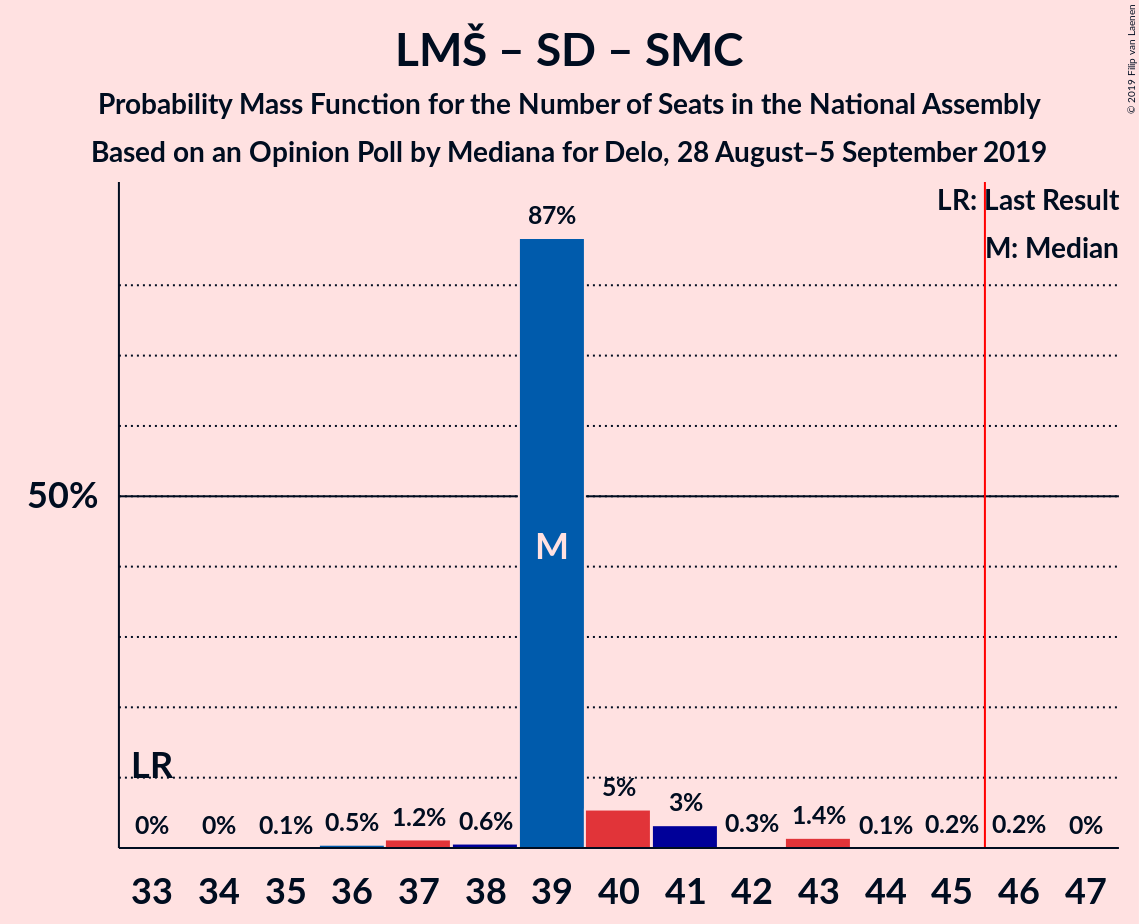 LMŠ – SD – SMC
Probability Mass Function for the Number of Seats in the National Assembly
Based on an Opinion Poll by Mediana for Delo, 28 August–5 September 2019
© 2019 Filip van Laenen
LR: Last Result
M: Median
87%
50%
M
LR
0% 0% 0.1% 0.5% 1.2% 0.6% 5% 3% 0.3% 1.4% 0.1% 0.2% 0.2% 0%
33 34 35 36 37 38 39 40 41 42 43 44 45 46 47